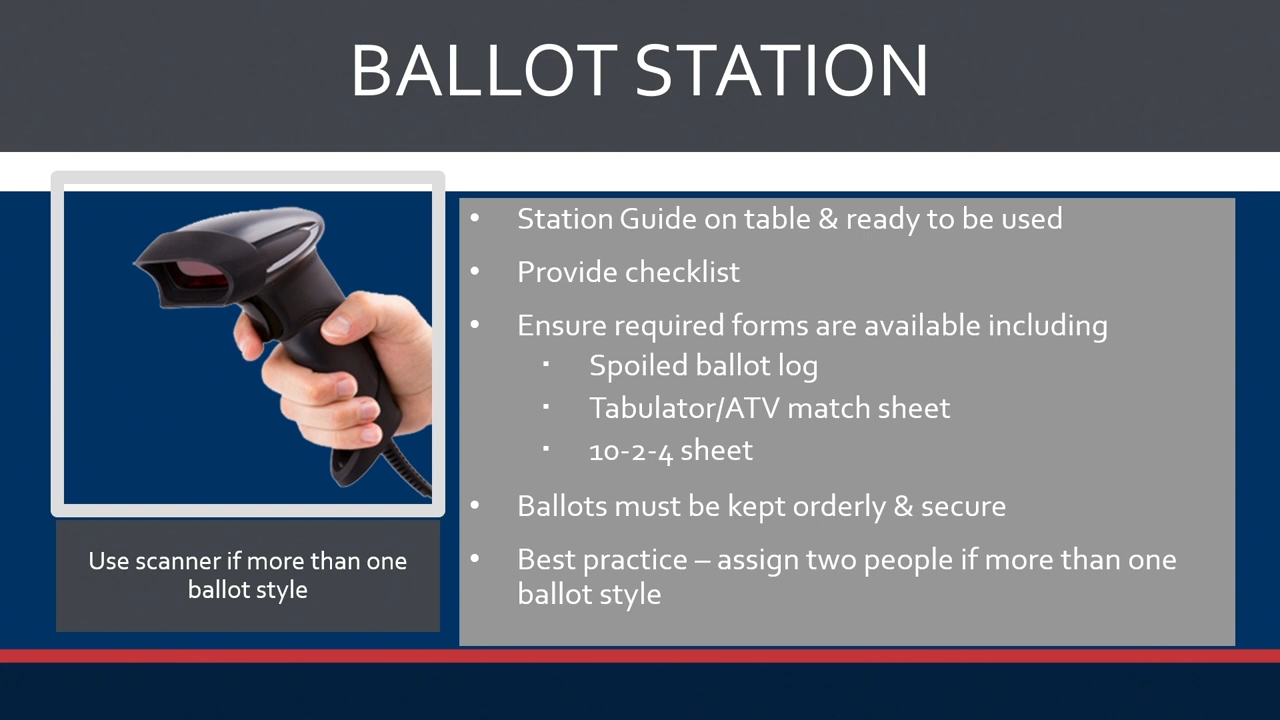 BALLOT STATION
• Station Guide on table & ready to be used
• Provide checklist
• Ensure required forms are available including
▪ Spoiled ballot log
▪ Tabulator/ATV match sheet
▪ 10-2-4 sheet
• Ballots must be kept orderly & secure
• Best practice – assign two people if more than one
ballot style
Use scanner if more than one
ballot style